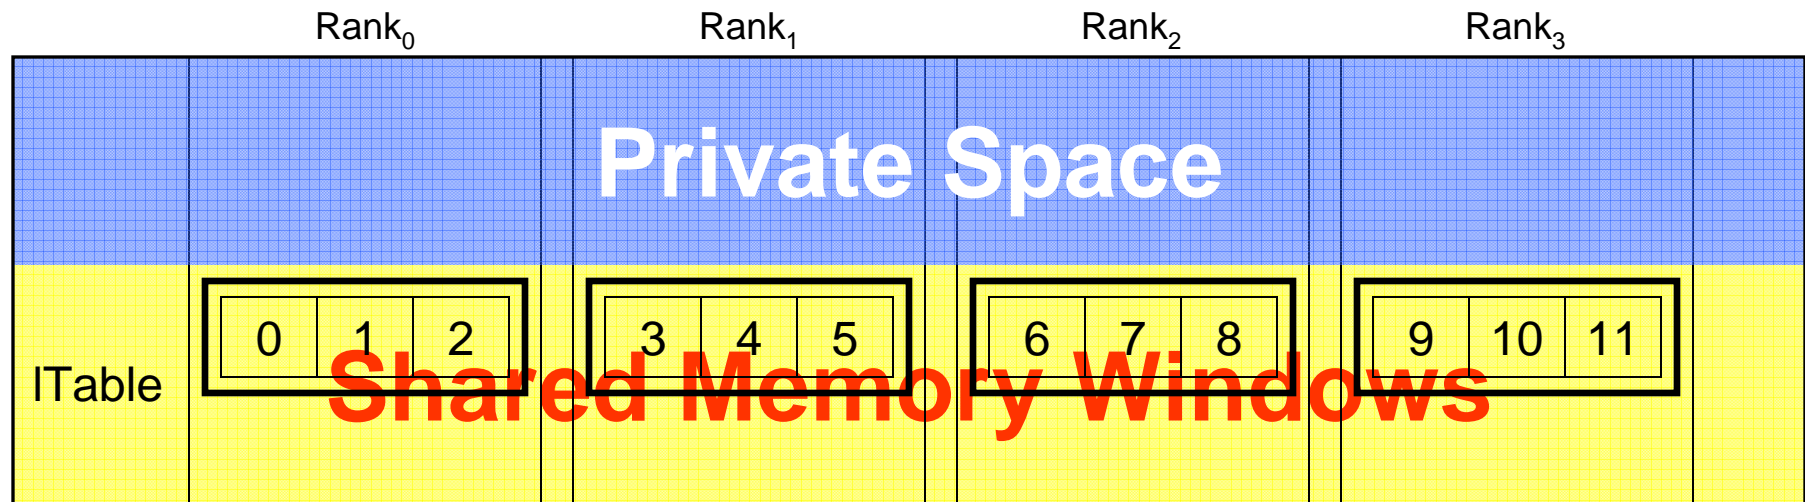 Rank₀ Rank₁ Rank₂ Rank₃
Private Space
0 1 2 3 4 5 6 7 8 9 10 11
lTable
Shared Memory Windows